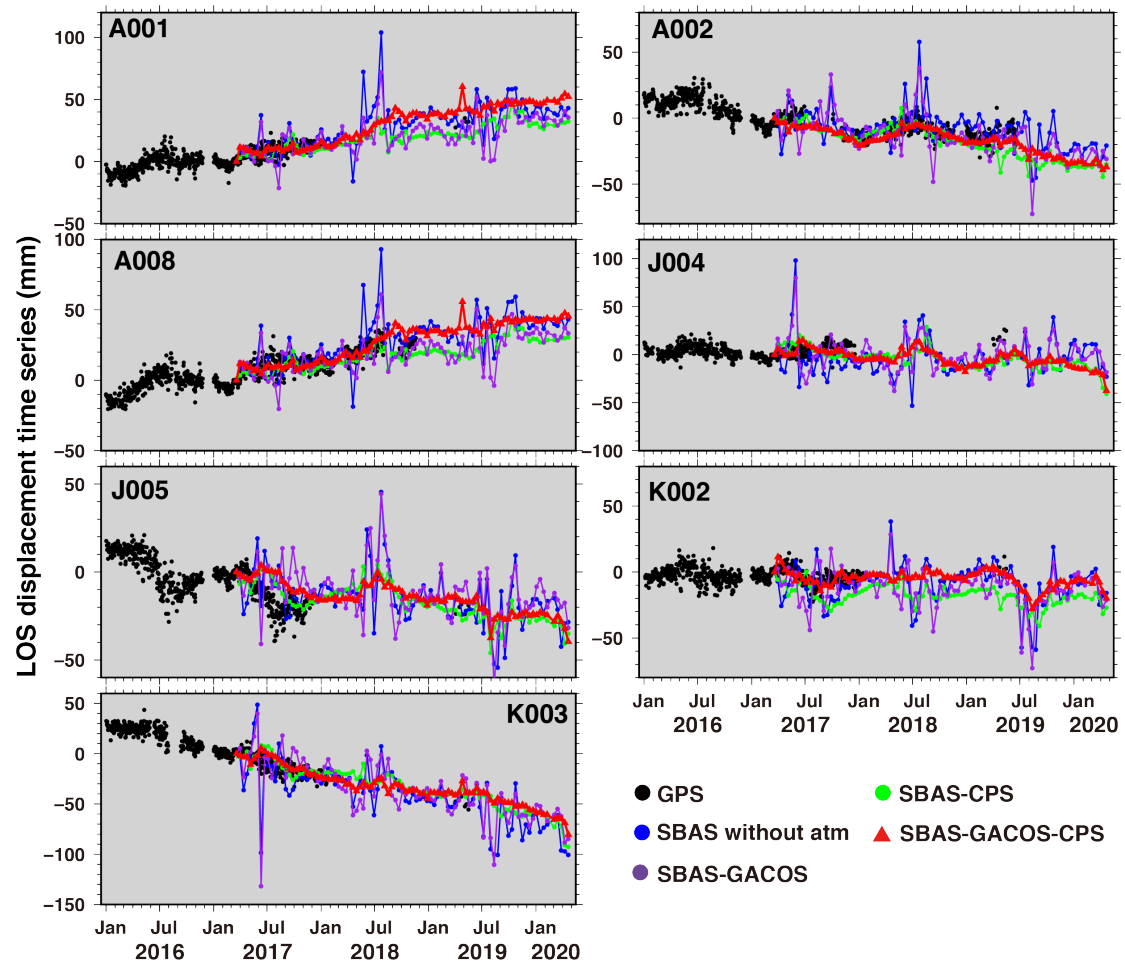 A001
A002
100
50
0
−50
50
0
−50
A008
J004
100
50
0
−50
100
50
0
−50
−100
LOS displacement time series (mm)
J005
K002
50
0
−50
50
0
−50
Jan Jul Jan Jul Jan Jul Jan Jul Jan
2016 2017 2018 2019 2020
K003
50
0
−50
−100
−150
Jan Jul Jan Jul Jan Jul Jan Jul Jan
2016 2017 2018 2019 2020
GPS
SBAS-CPS
SBAS without atm
SBAS-GACOS-CPS
SBAS-GACOS